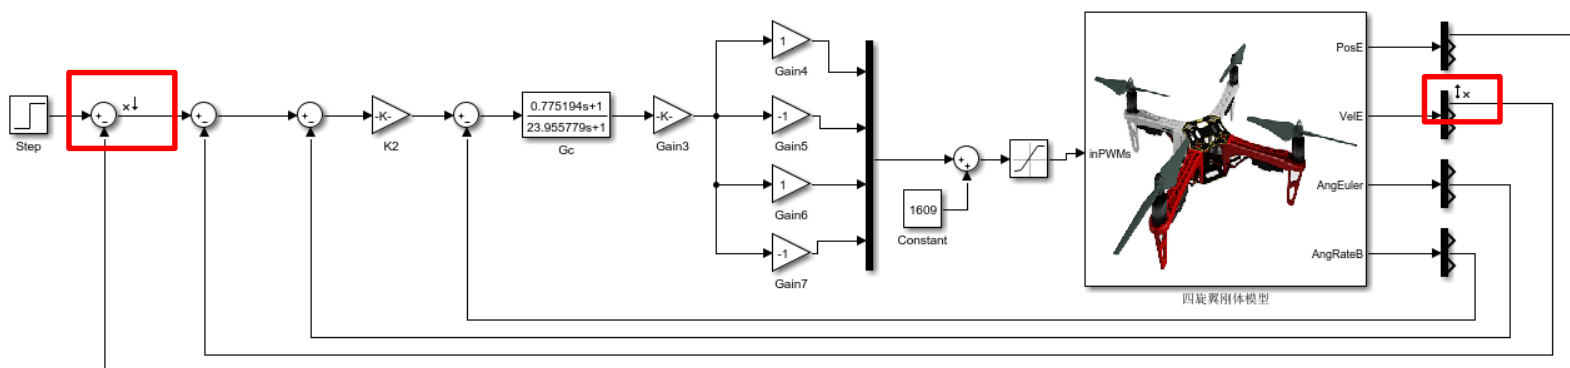 Step
+
-
×
+
-
+
-
-K-
K2
+
-
0.775194s+1
23.955779s+1
Gc
-K-
Gain3
1
Gain4
-1
Gain5
1
Gain6
-1
Gain7
+
+
1609
Constant
inPWMs
PosE
VelE
AngEuler
AngRateB
四旋翼刚体模型
×